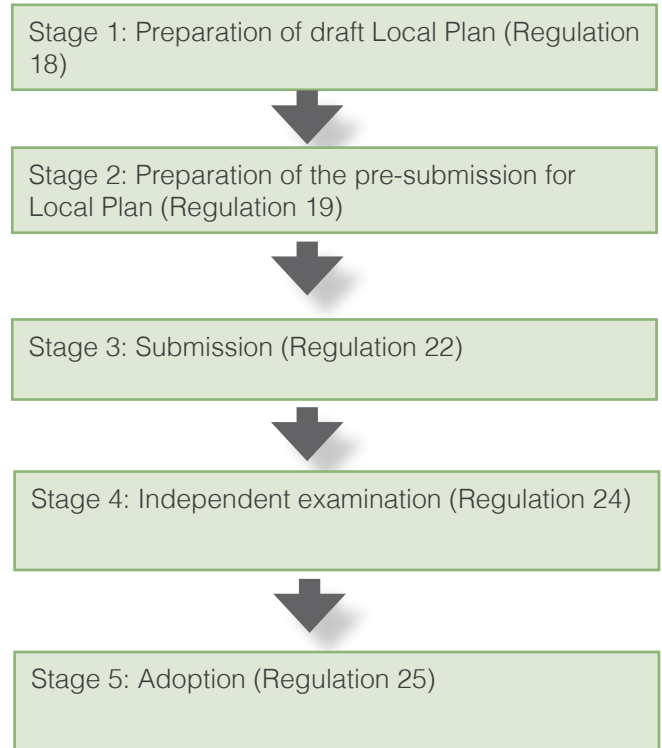 Stage 1: Preparation of draft Local Plan (Regulation
18)
Stage 2: Preparation of the pre-submission for
Local Plan (Regulation 19)
Stage 3: Submission (Regulation 22)
Stage 4: Independent examination (Regulation 24)
Stage 5: Adoption (Regulation 25)